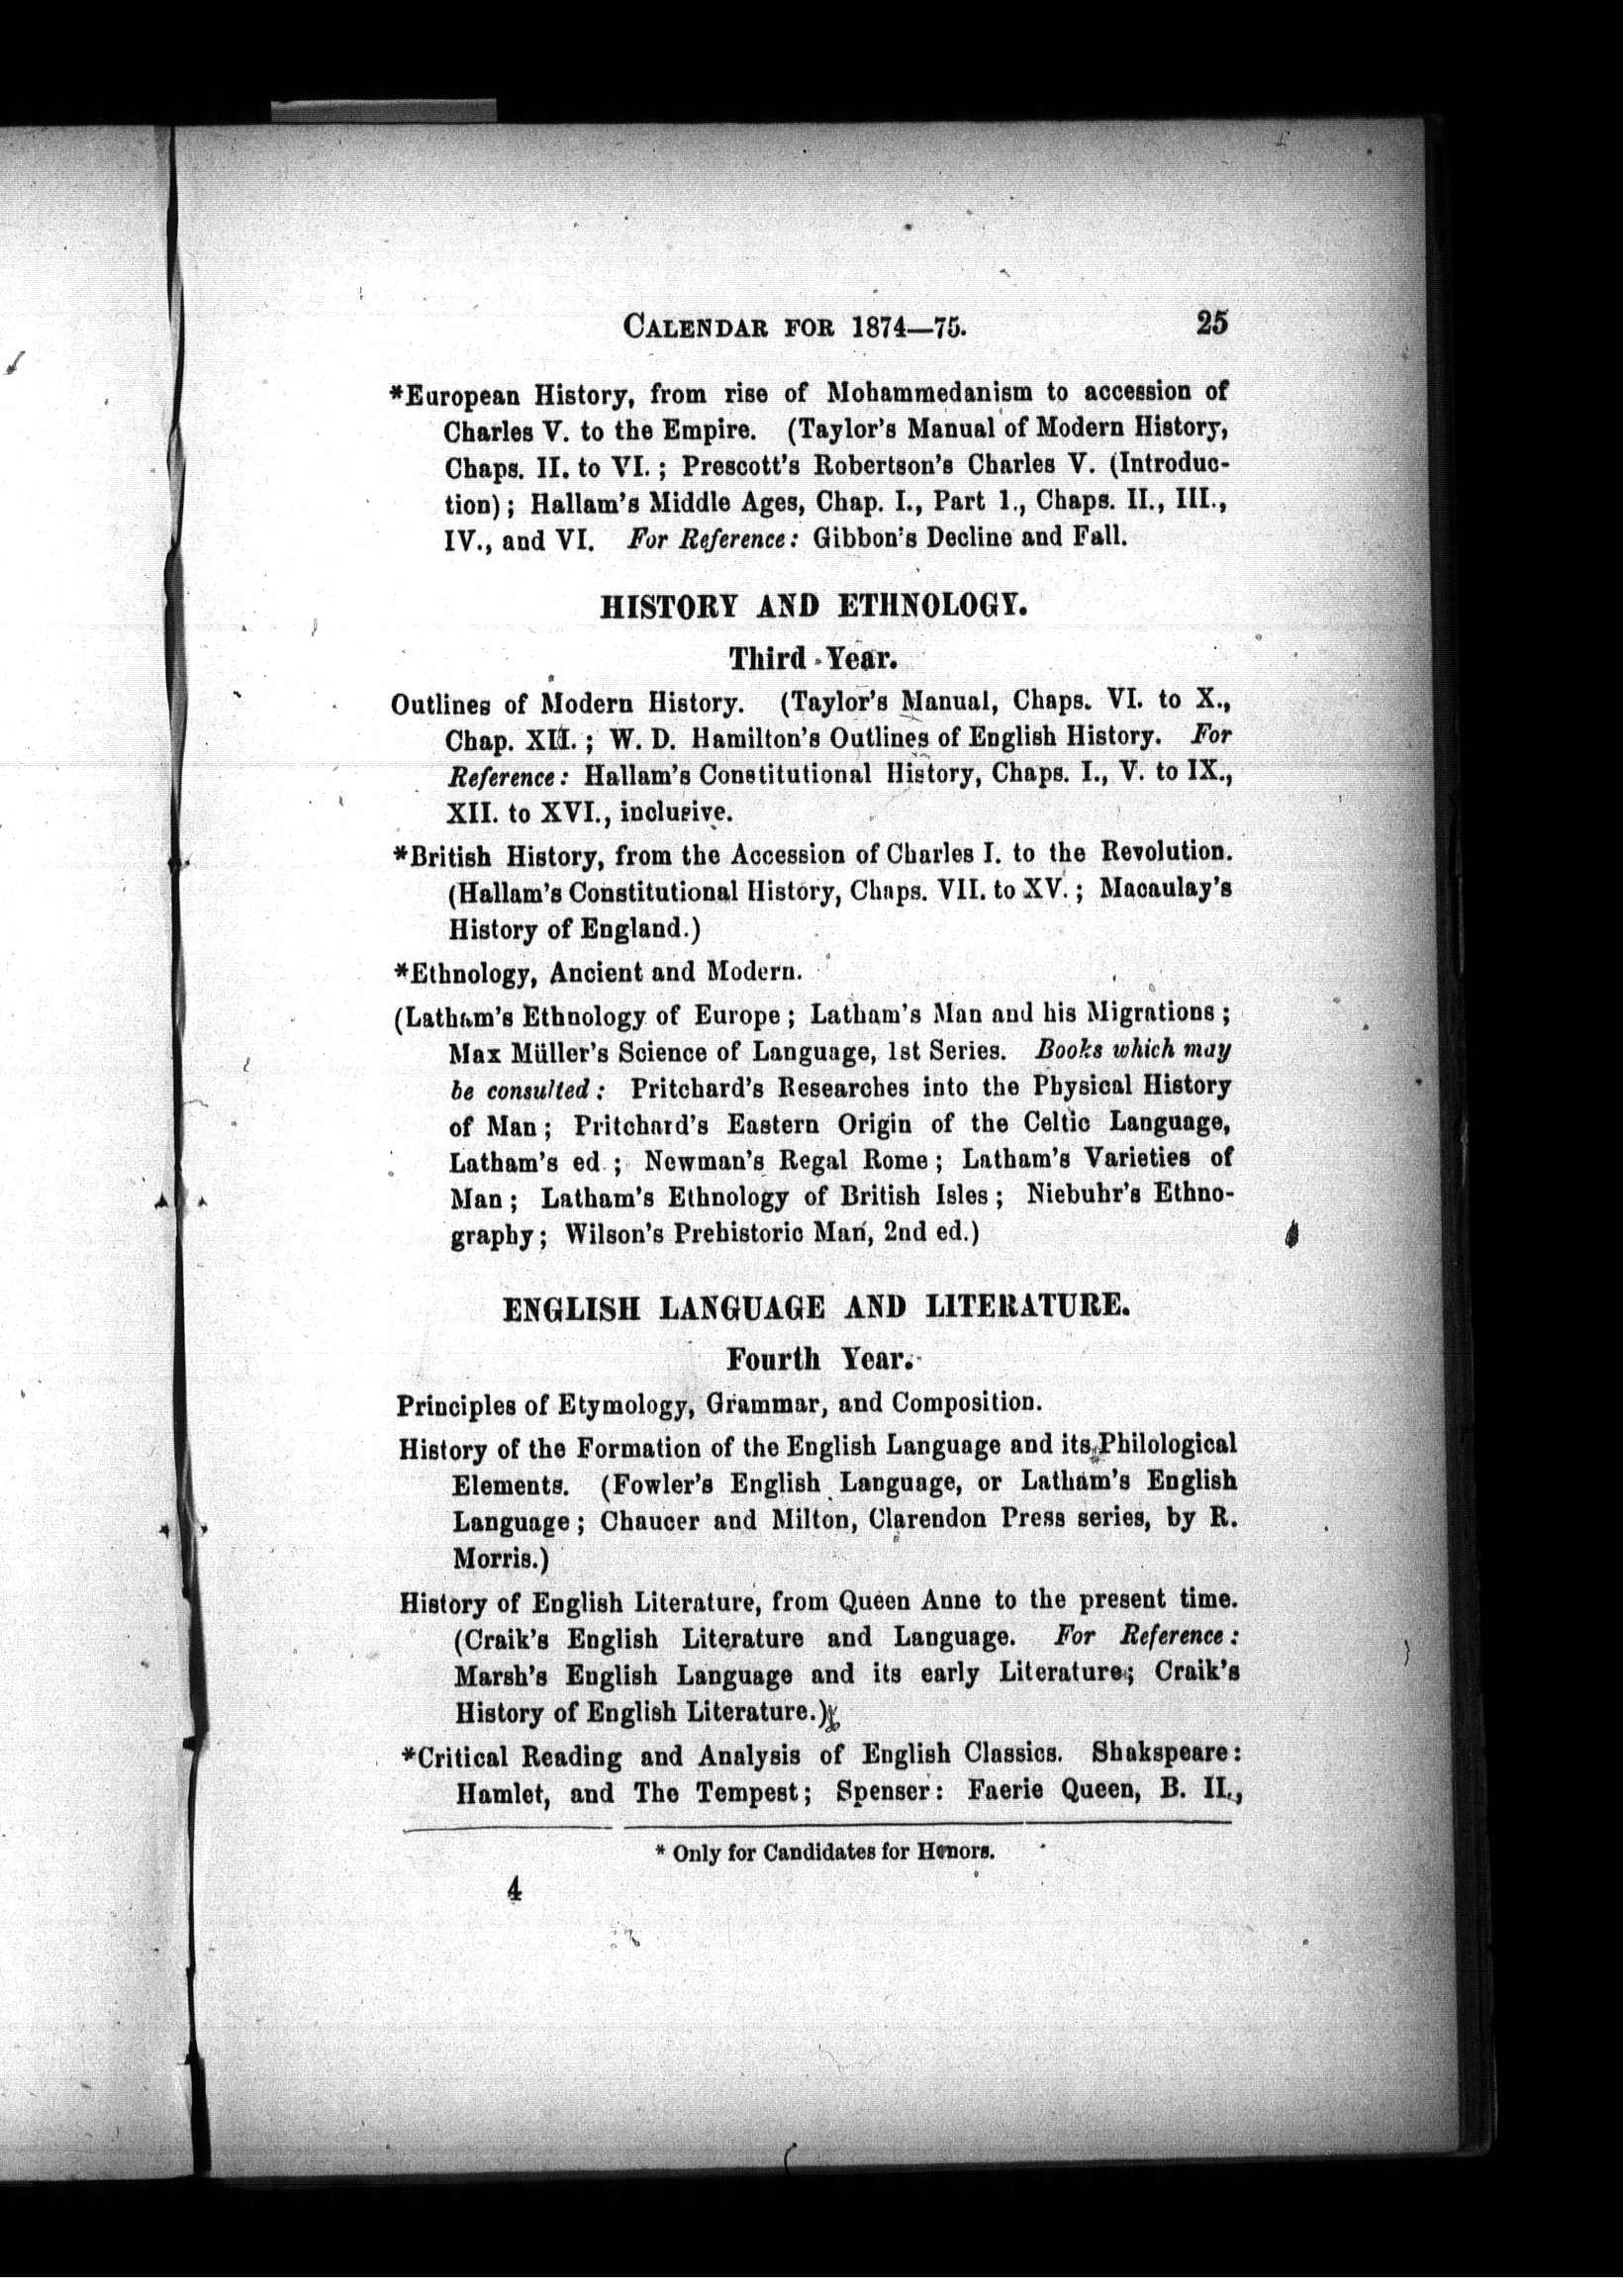 CALENDAR FOR 1874—75. 25
*European History, from rise of Mohammedanism to accession of
Charles V. to the Empire. (Taylor's Manual of Modern History,
Chaps. II. to VI.; Prescott's Robertson's Charles V. (Introduc-
tion); Hallam's Middle Ages, Chap. I., Part 1., Chaps. II., III.,
IV., and VI. For Reference: Gibbon's Decline and Fall.
HISTORY AND ETHNOLOGY.
Third Year.
Outlines of Modern History. (Taylor's Manual, Chaps. VI. to X.,
Chap. XII.; W. D. Hamilton's Outlines of English History. For
Reference: Hallam's Constitutional History, Chaps. I., V. to IX.,
XII. to XVI., inclusive.
*British History, from the Accession of Charles I. to the Revolution.
(Hallam's Constitutional History, Chaps. VII. to XV.; Macaulay's
History of England.)
*Ethnology, Ancient and Modern.
(Latham's Ethnology of Europe; Latham's Man and his Migrations;
Max Müller's Science of Language, 1st Series. Books which may
be consulted: Pritchard's Researches into the Physical History
of Man; Pritchard's Eastern Origin of the Celtic Language,
Latham's ed.; Newman's Regal Rome; Latham's Varieties of
Man; Latham's Ethnology of British Isles; Niebuhr's Ethno-
graphy; Wilson's Prehistoric Man, 2nd ed.)
ENGLISH LANGUAGE AND LITERATURE.
Fourth Year.
Principles of Etymology, Grammar, and Composition.
History of the Formation of the English Language and its Philological
Elements. (Fowler's English Language, or Latham's English
Language; Chaucer and Milton, Clarendon Press series, by R.
Morris.)
History of English Literature, from Queen Anne to the present time.
(Craik's English Literature and Language. For Reference:
Marsh's English Language and its early Literature; Craik's
History of English Literature.)
*Critical Reading and Analysis of English Classics. Shakspeare:
Hamlet, and The Tempest; Spenser: Faerie Queen, B. II.,
* Only for Candidates for Honors.
4